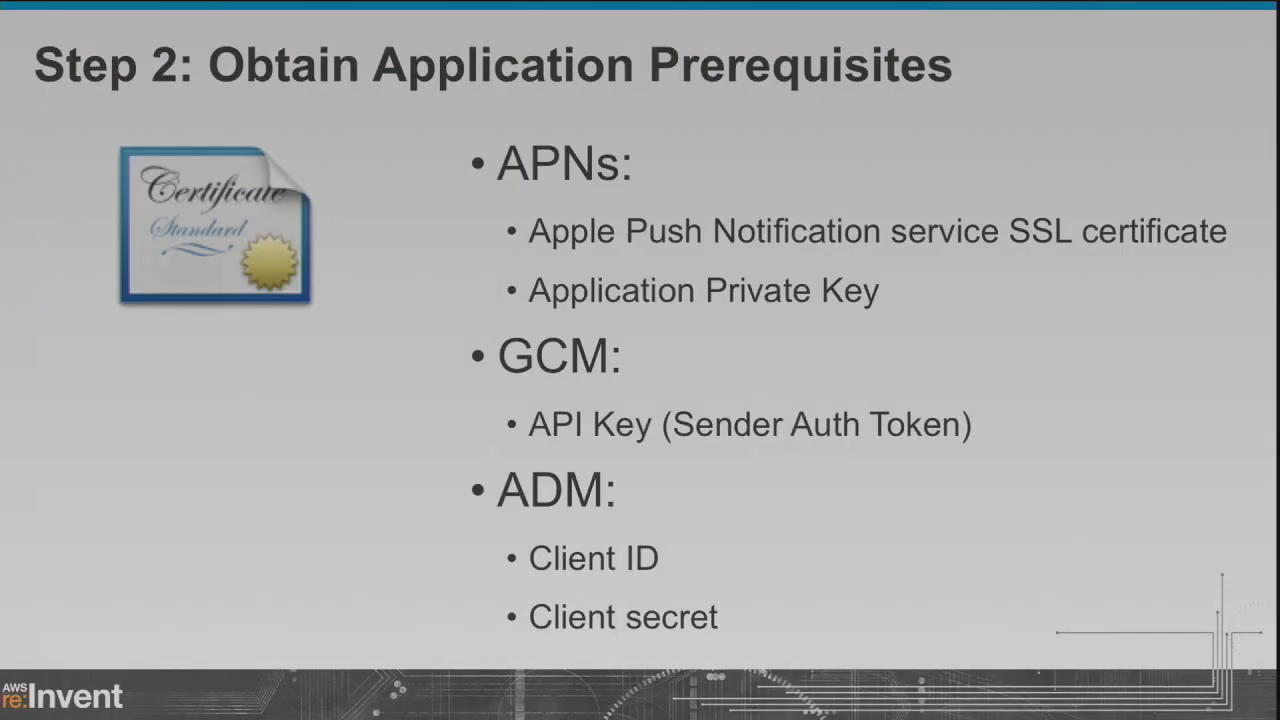 Step 2: Obtain Application Prerequisites
Certificate
Standard
• APNs:
• Apple Push Notification service SSL certificate
• Application Private Key
• GCM:
• API Key (Sender Auth Token)
• ADM:
• Client ID
• Client secret
AWS
re:Invent